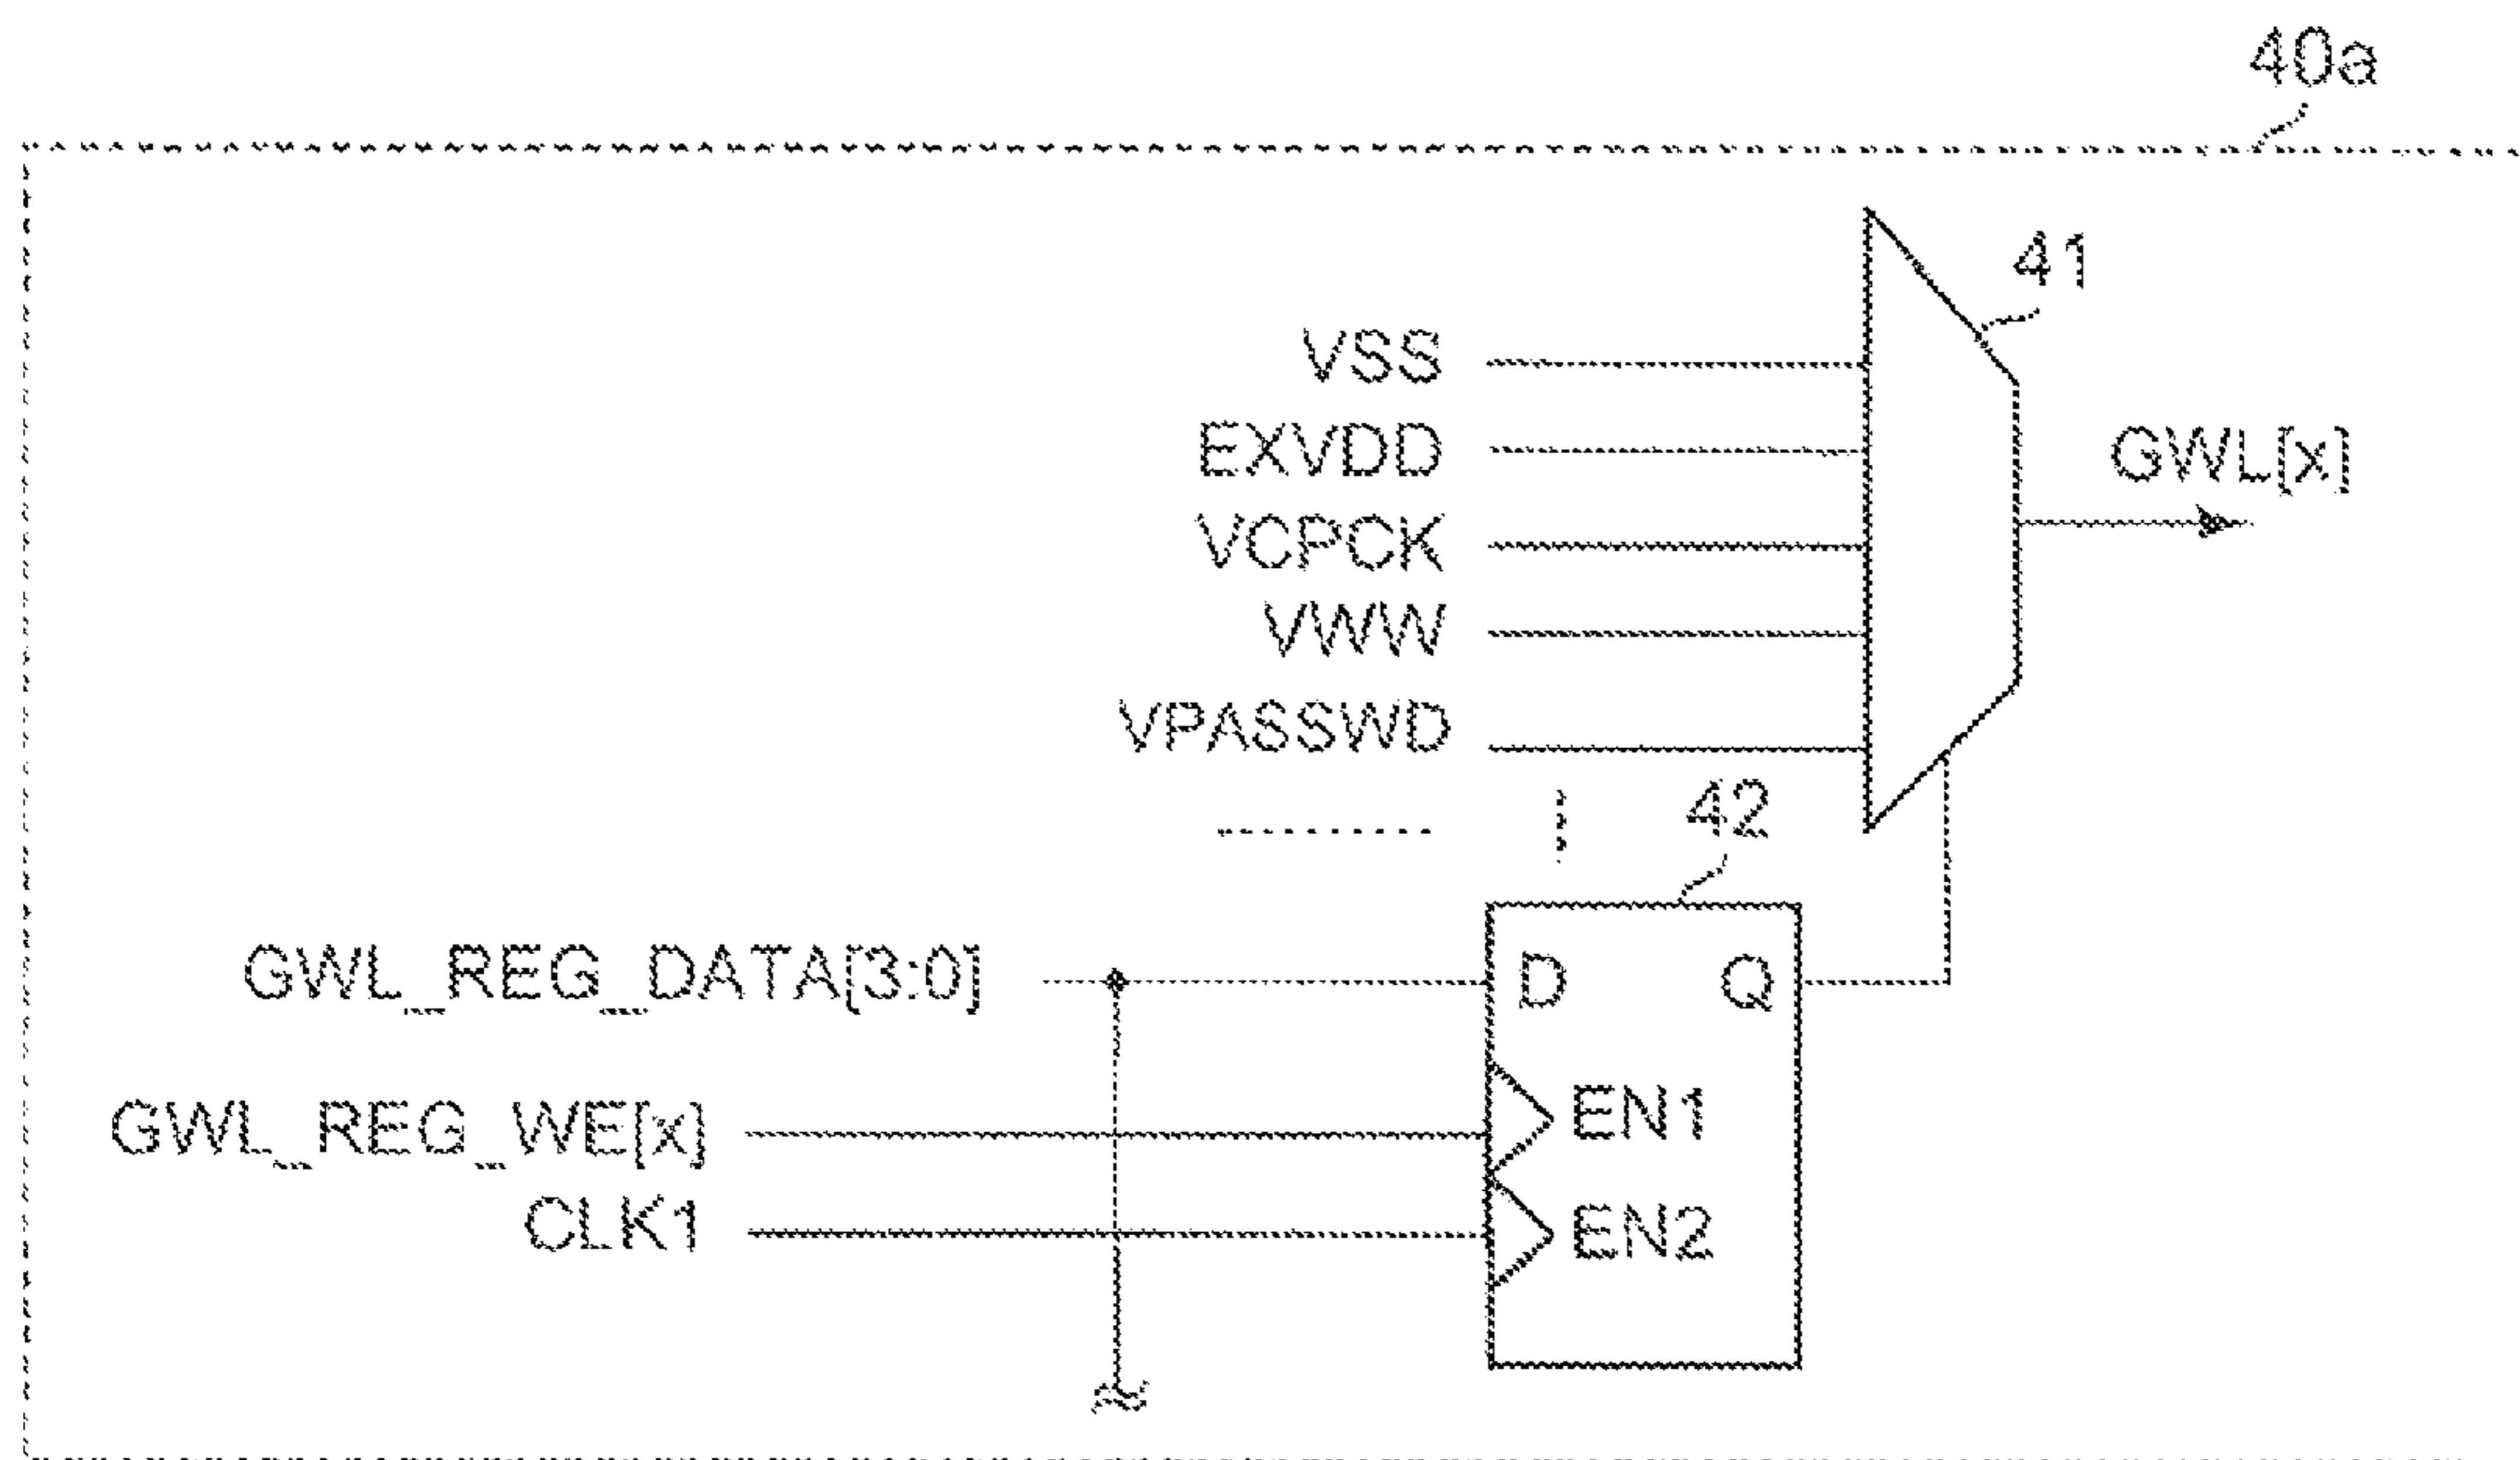 40a
41
VSS
EXVDD
GWL[x]
VCPCK
VWW
VPASSWD
42
GWL_REG_DATA[3:0]
D
Q
GWL_REG_WE[x]
EN1
CLK1
EN2